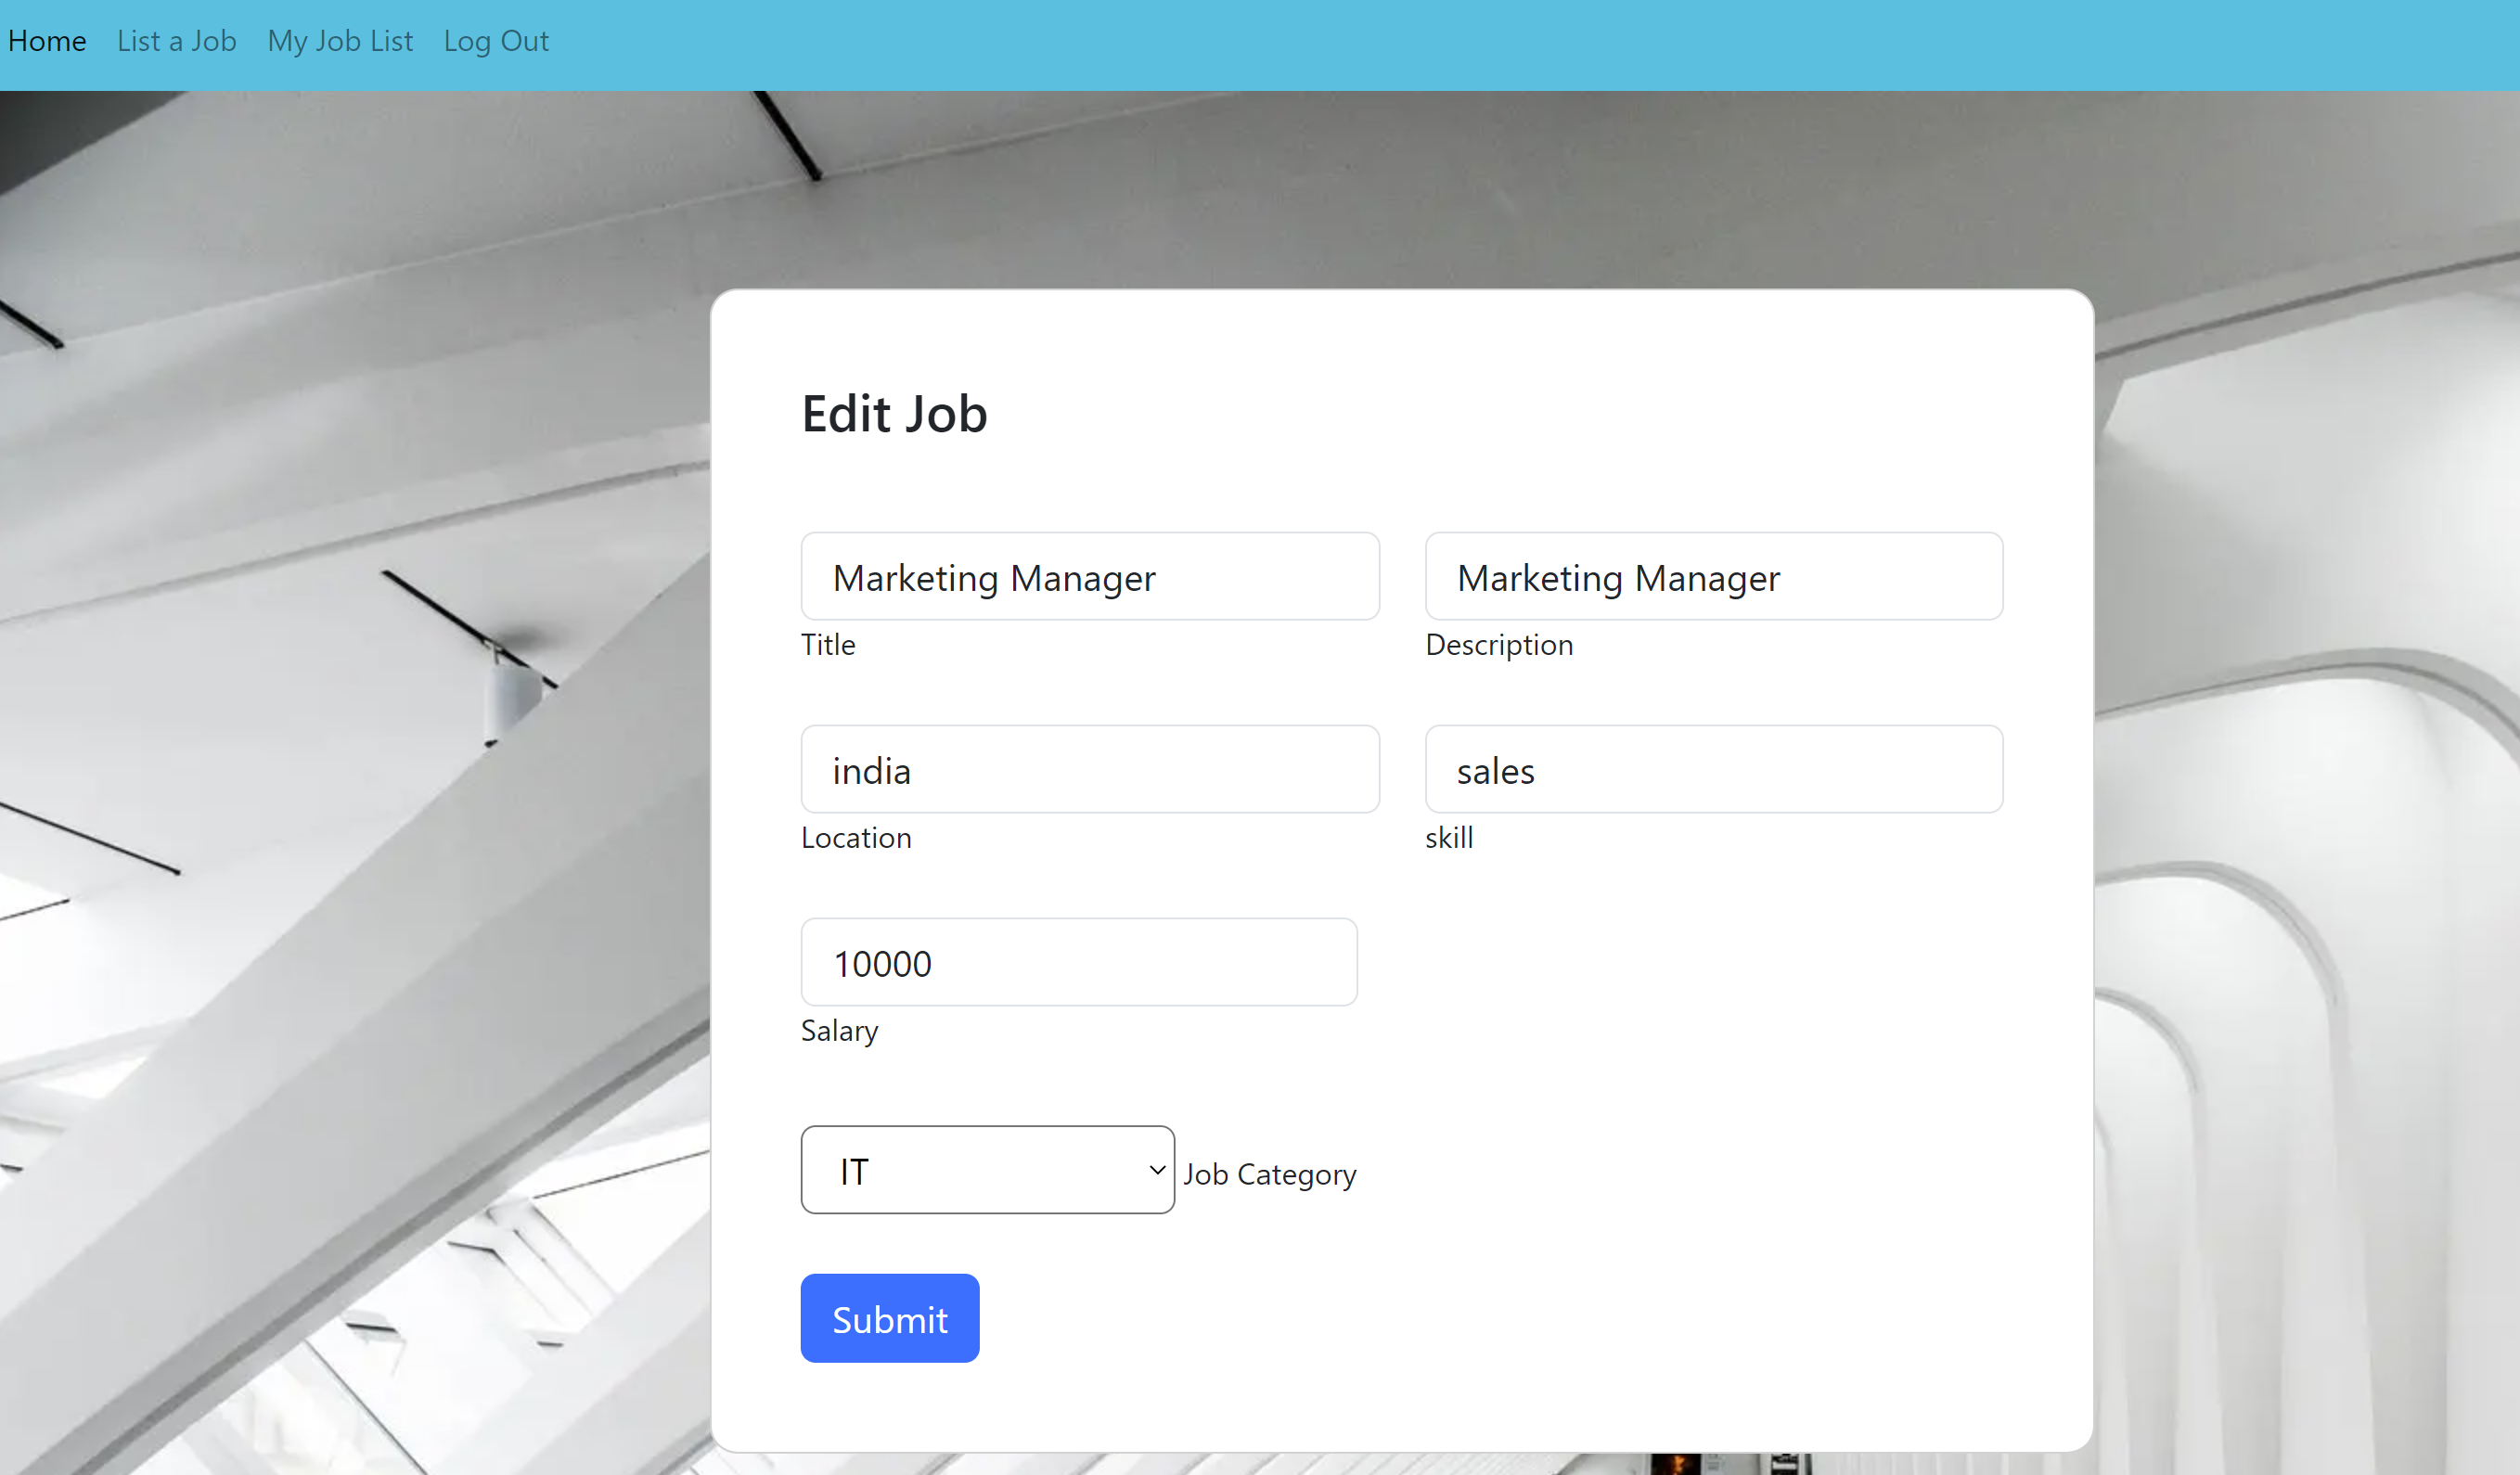 Home List a Job My Job List Log Out
Edit Job
Marketing Manager Marketing Manager
Title Description
india sales
Location skill
10000
Salary
IT Job Category
Submit